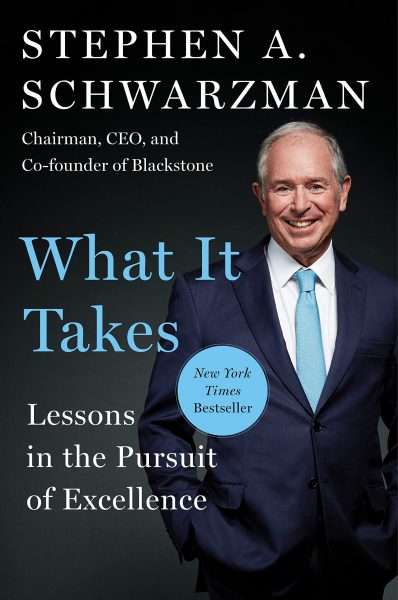 STEPHEN A.
SCHWARZMAN
Chairman, CEO, and
Co-founder of Blackstone
What It
Takes
New York
Times
Bestseller
Lessons
in the Pursuit
of Excellence